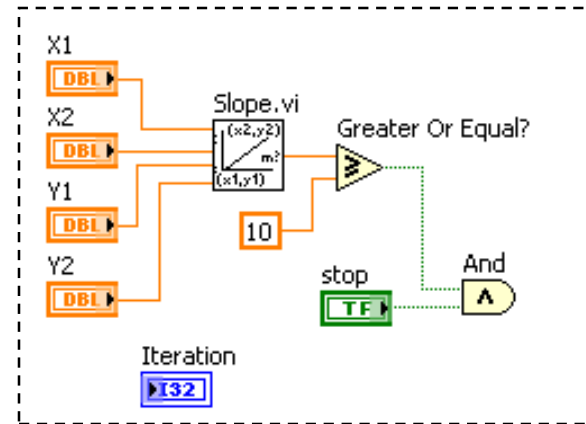 X1
DBL
X2
DBL
Y1
DBL
Y2
DBL
Slope.vi
(x2,y2)
m?
(x1,y1)
Greater Or Equal?
10
stop
TF
And
Iteration
I32